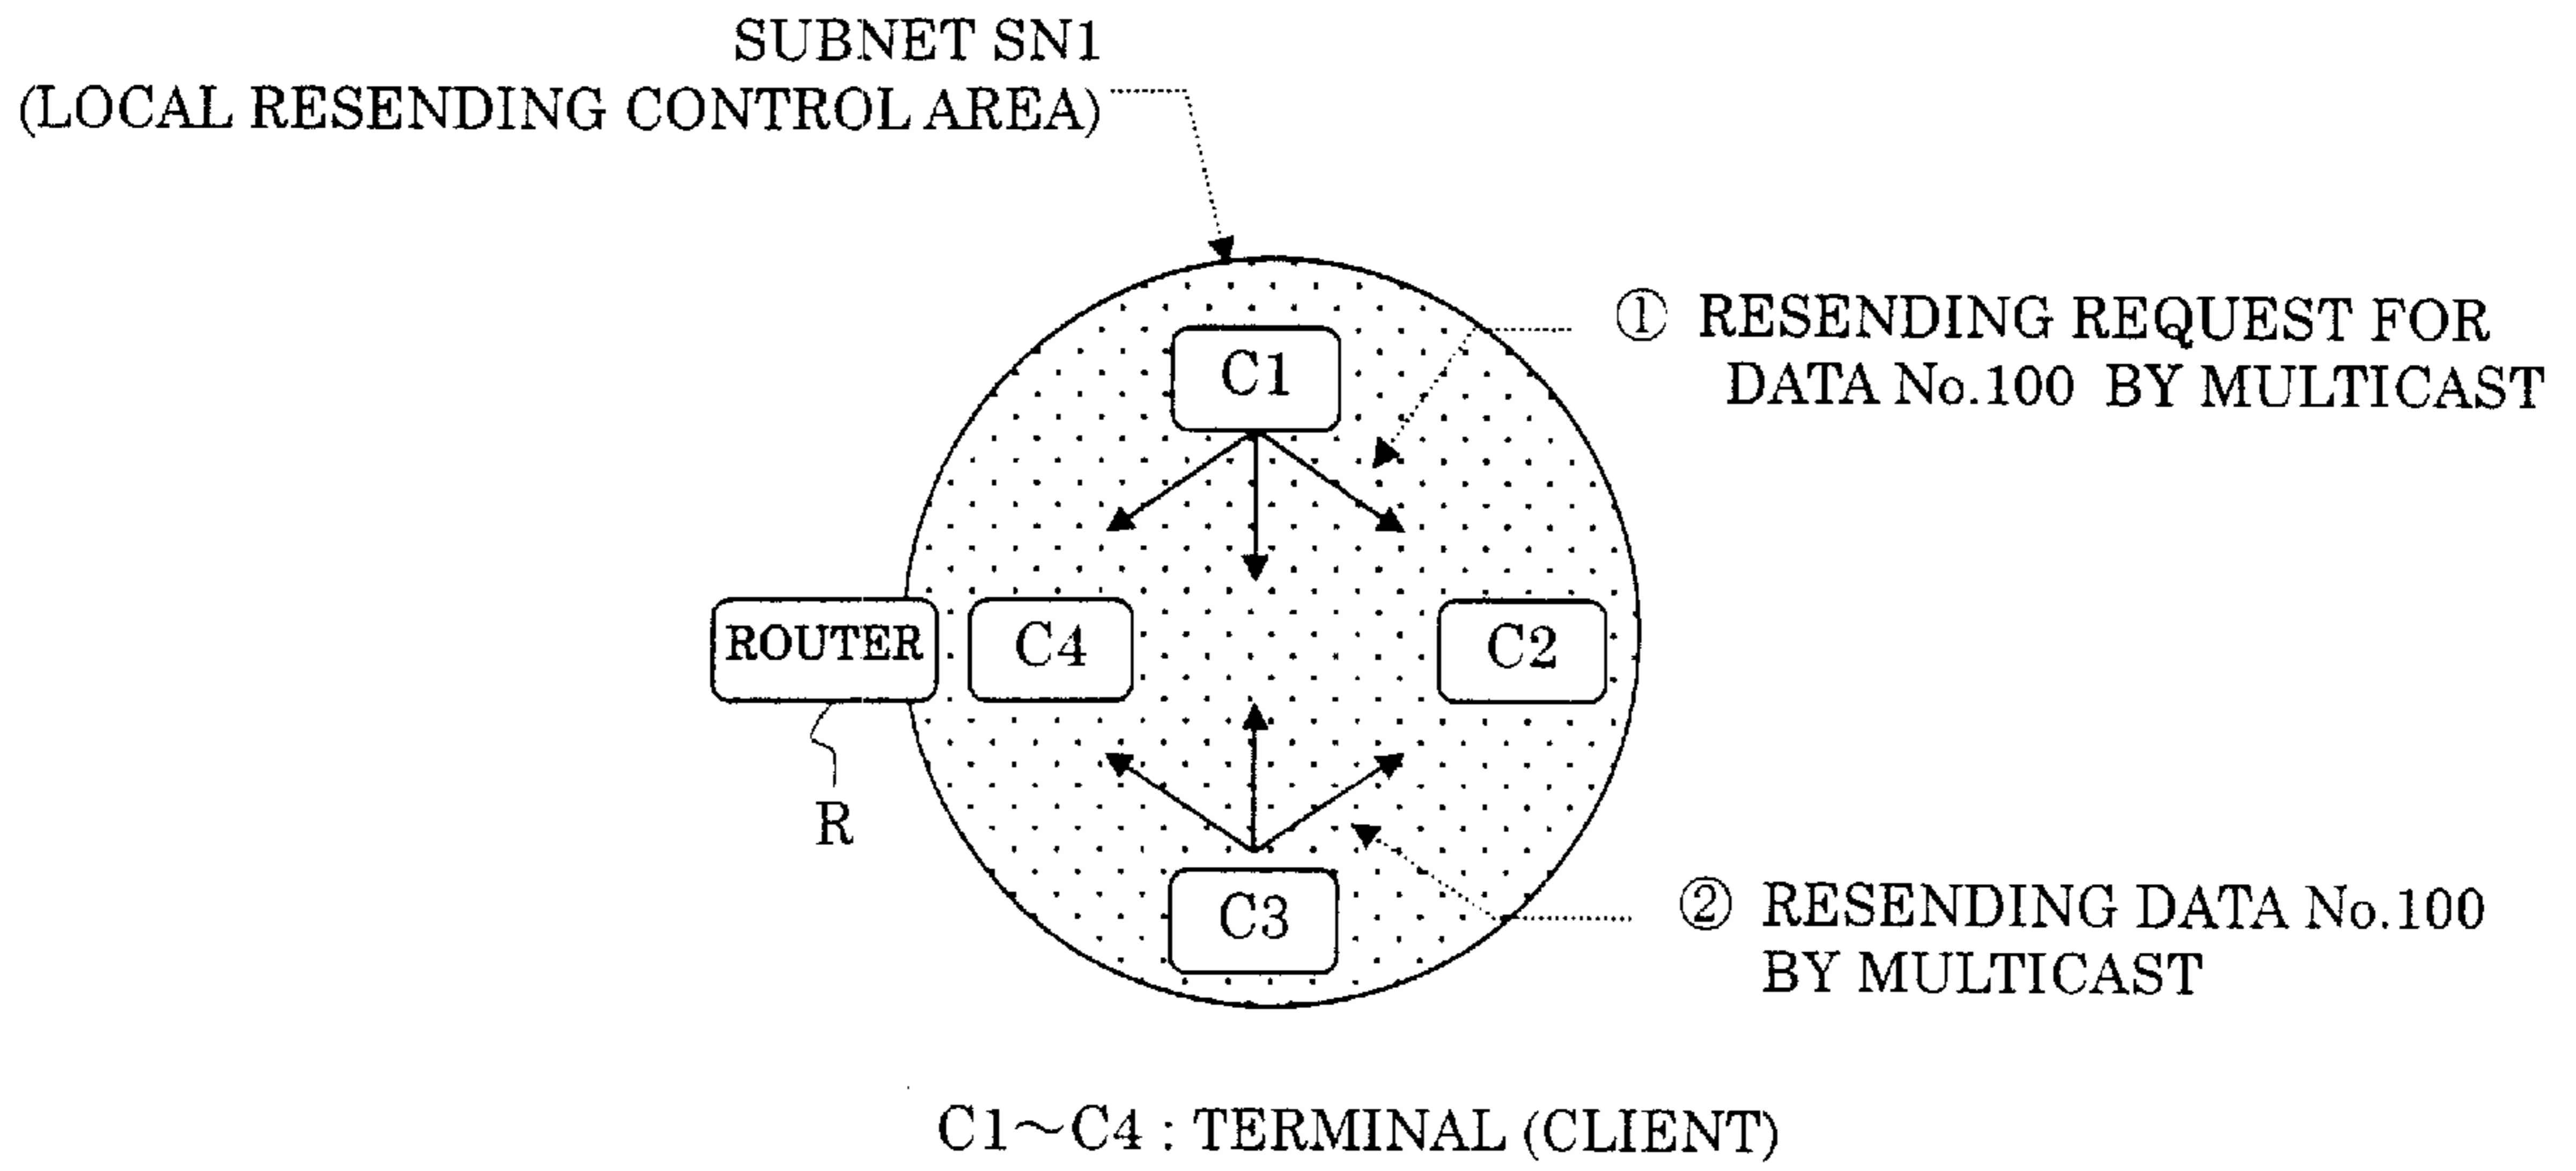 SUBNET SN1
(LOCAL RESENDING CONTROL AREA)
① RESENDING REQUEST FOR
DATA No.100 BY MULTICAST
C1
ROUTER
C4
C2
R
C3
② RESENDING DATA No.100
BY MULTICAST
C1～C4 : TERMINAL (CLIENT)